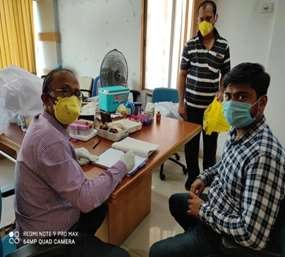 REDMI NOTE 9 PRO MAX
64MP QUAD CAMERA